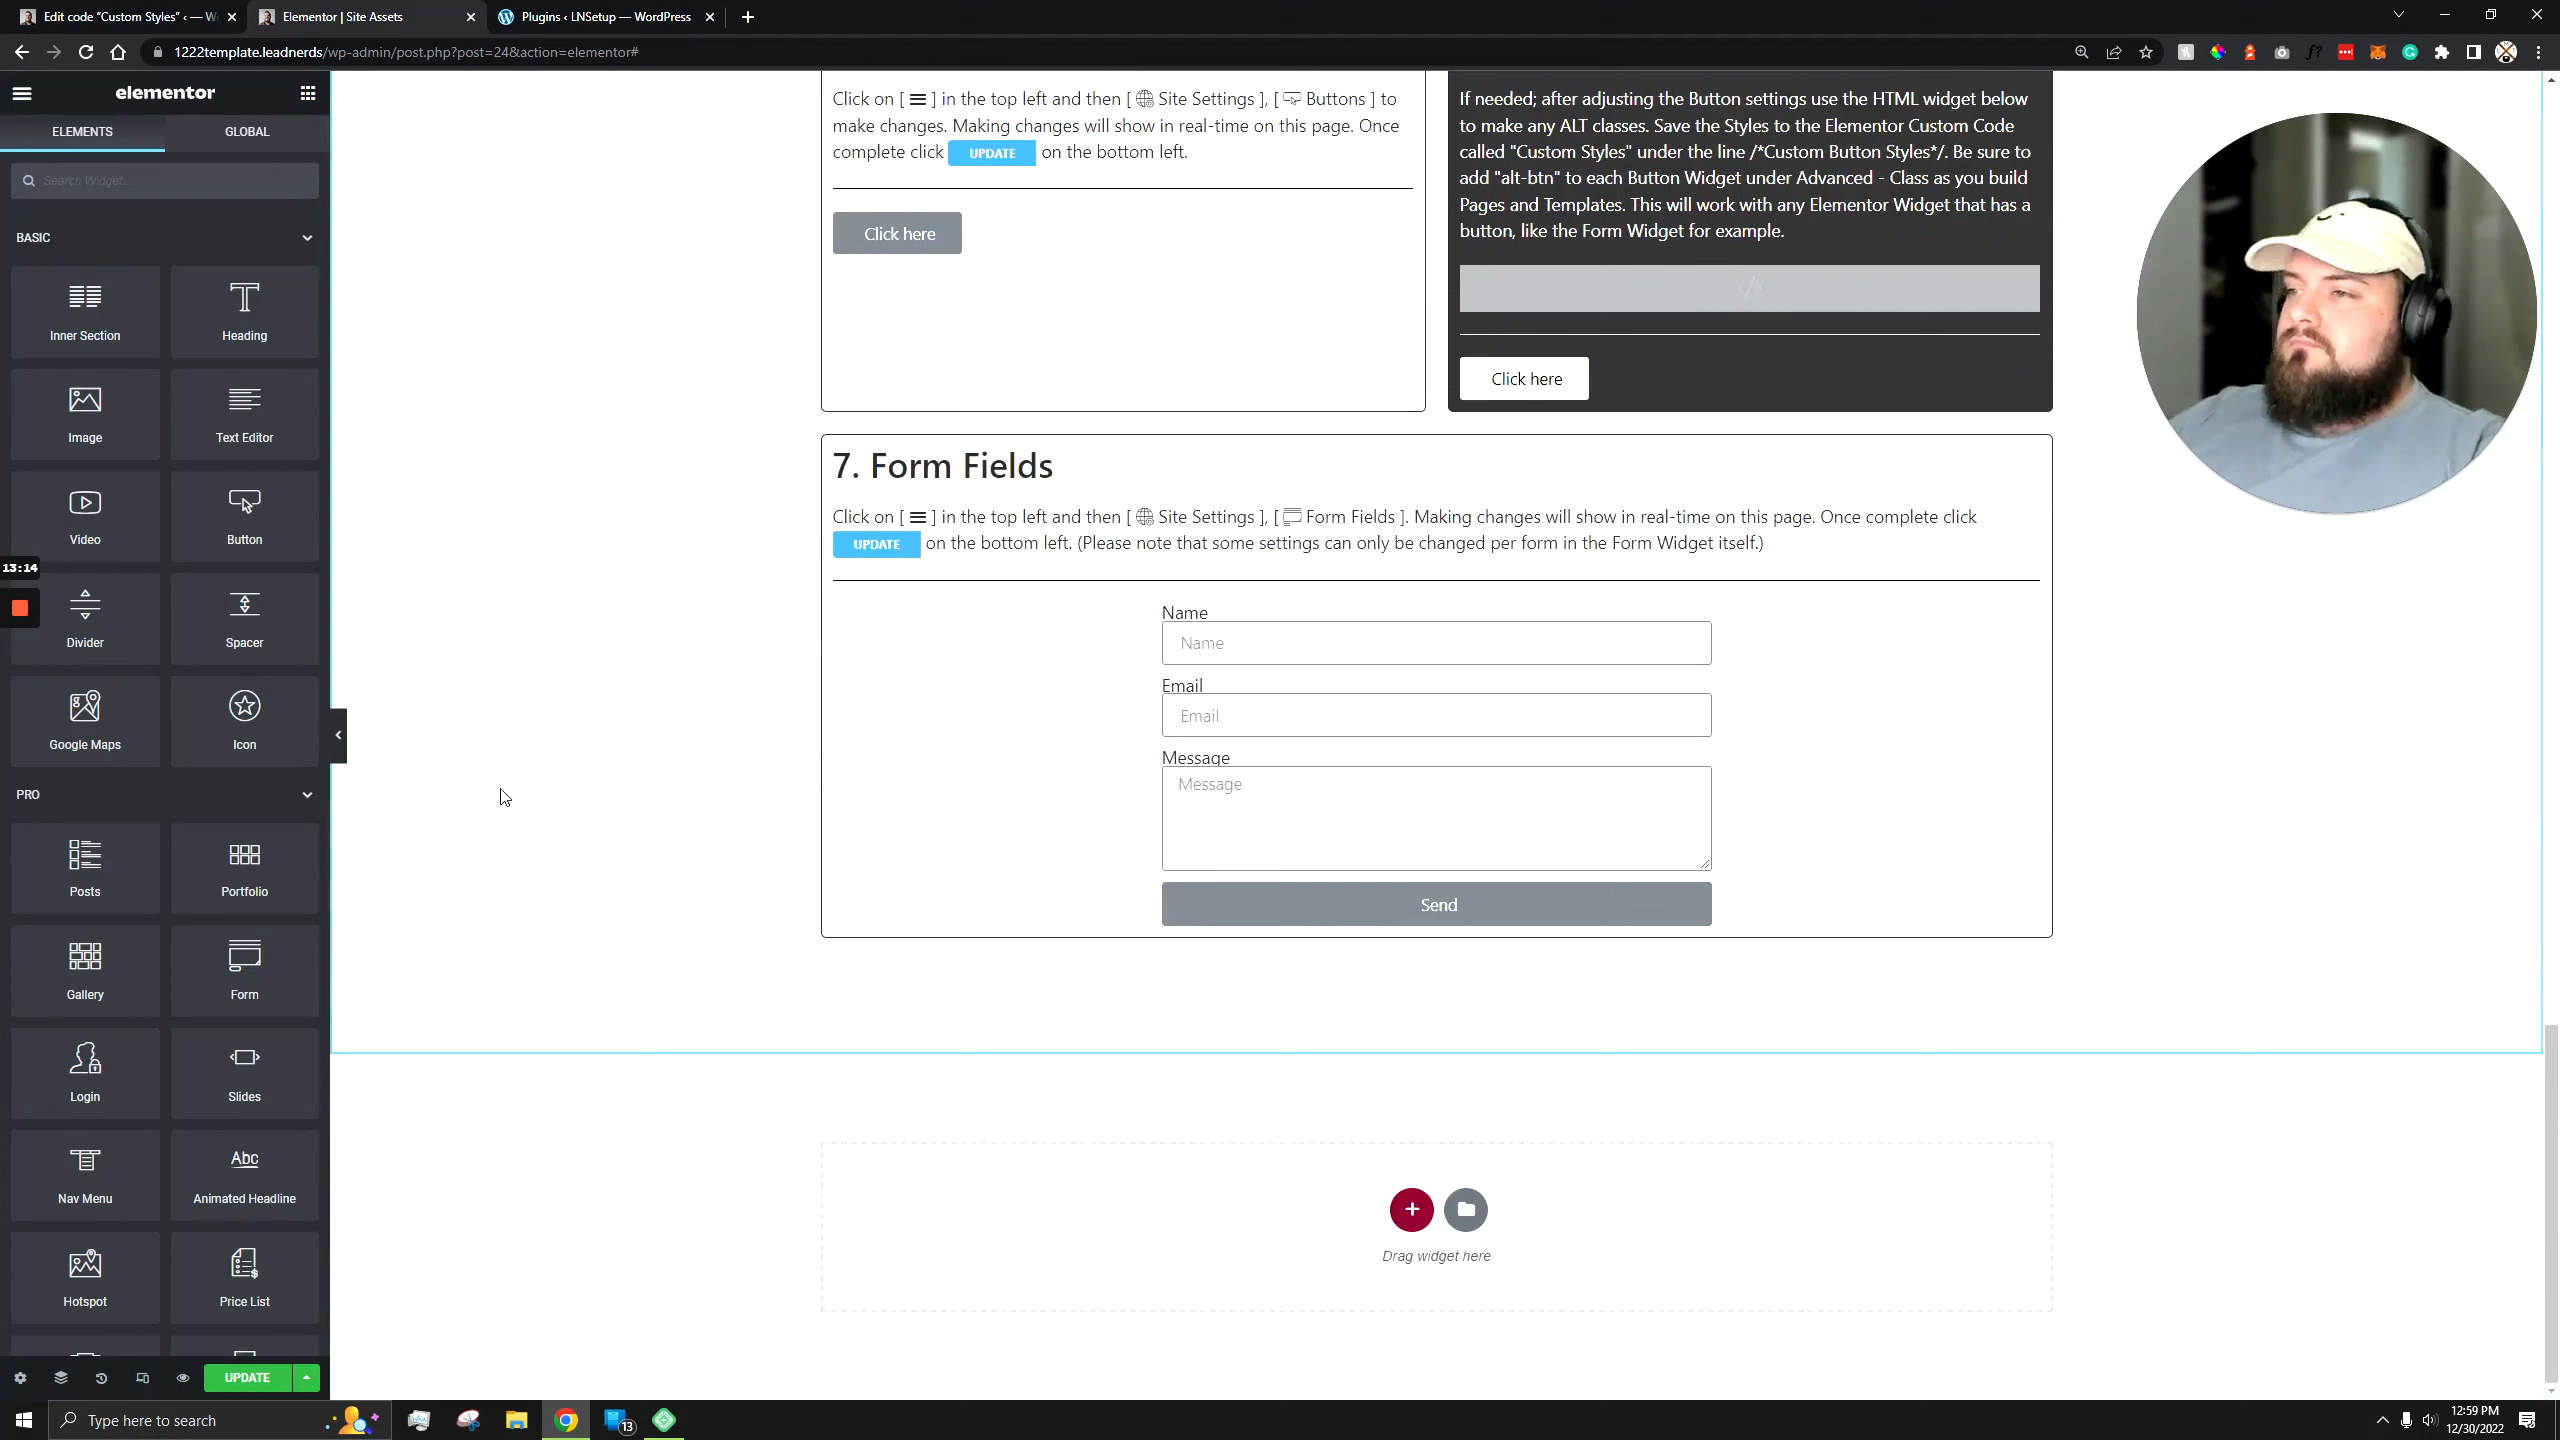 Edit code "Custom Styles" ‹ — W
Elementor | Site Assets
Plugins ‹ LNSetup — WordPress
1222template.leadnerds/wp-admin/post.php?post=24&action=elementor#
elementor
ELEMENTS
GLOBAL
Search Widget...
BASIC
Inner Section
Heading
Image
Text Editor
Video
Button
13:14
Divider
Spacer
Google Maps
Icon
PRO
Posts
Portfolio
Gallery
Form
Login
Slides
Abc
Nav Menu
Animated Headline
Hotspot
Price List
UPDATE
Click on [ ≡ ] in the top left and then [ Site Settings ], [ Buttons ] to
make changes. Making changes will show in real-time on this page. Once
complete click UPDATE on the bottom left.
Click here
If needed; after adjusting the Button settings use the HTML widget below
to make any ALT classes. Save the Styles to the Elementor Custom Code
called "Custom Styles" under the line /*Custom Button Styles*/. Be sure to
add "alt-btn" to each Button Widget under Advanced - Class as you build
Pages and Templates. This will work with any Elementor Widget that has a
button, like the Form Widget for example.
Click here
7. Form Fields
Click on [ ≡ ] in the top left and then [ Site Settings ], [ Form Fields ]. Making changes will show in real-time on this page. Once complete click
UPDATE on the bottom left. (Please note that some settings can only be changed per form in the Form Widget itself.)
Name
Name
Email
Email
Message
Message
Send
Drag widget here
Type here to search
13
12:59 PM
12/30/2022